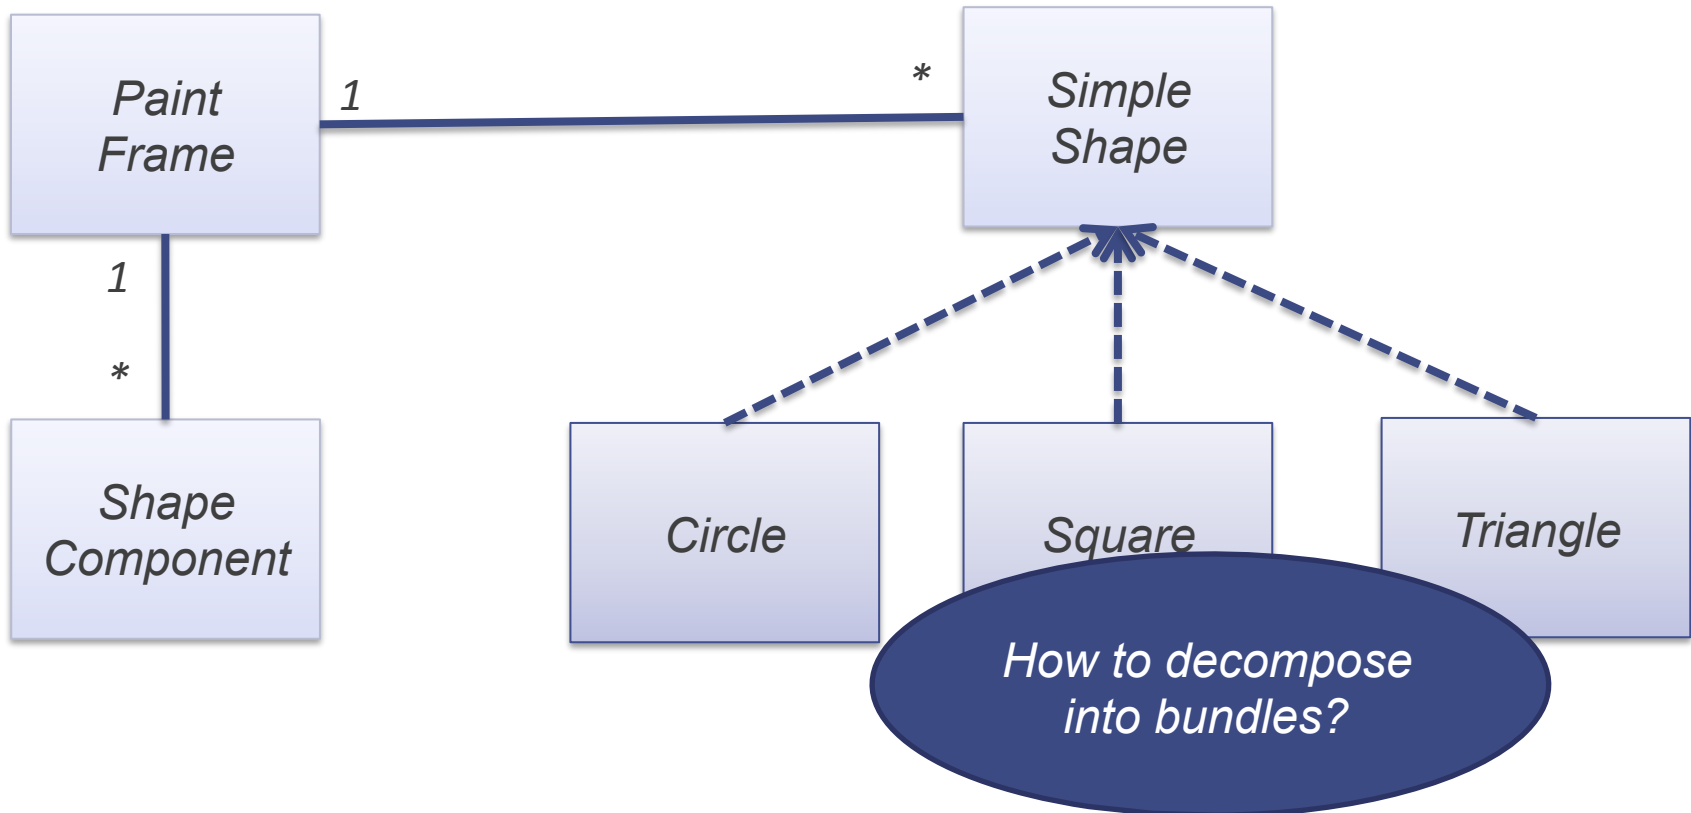 Paint
Frame
1
*
Simple
Shape
1
*
Shape
Component
Circle
Square
Triangle
How to decompose
into bundles?